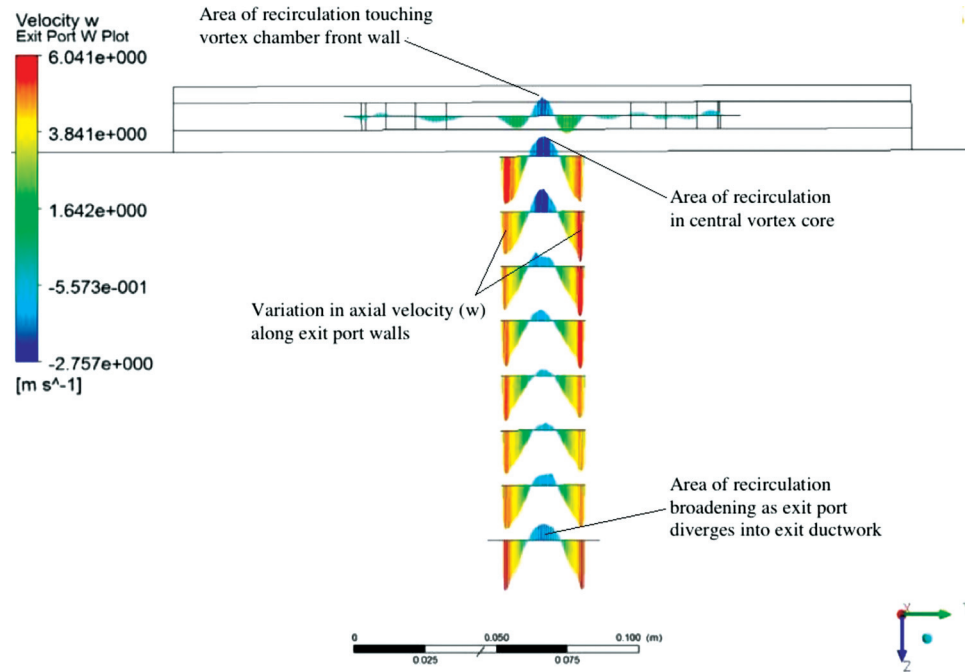 Velocity w
Exit Port W Plot
6.041e+000
3.841e+000
1.642e+000
-5.573e-001
-2.757e+000
[m s^-1]
Area of recirculation touching
vortex chamber front wall
Area of recirculation
in central vortex core
Variation in axial velocity (w)
along exit port walls
Area of recirculation
broadening as exit port
diverges into exit ductwork
0
0.050
0.100 (m)
0.025
0.075
Y
Z